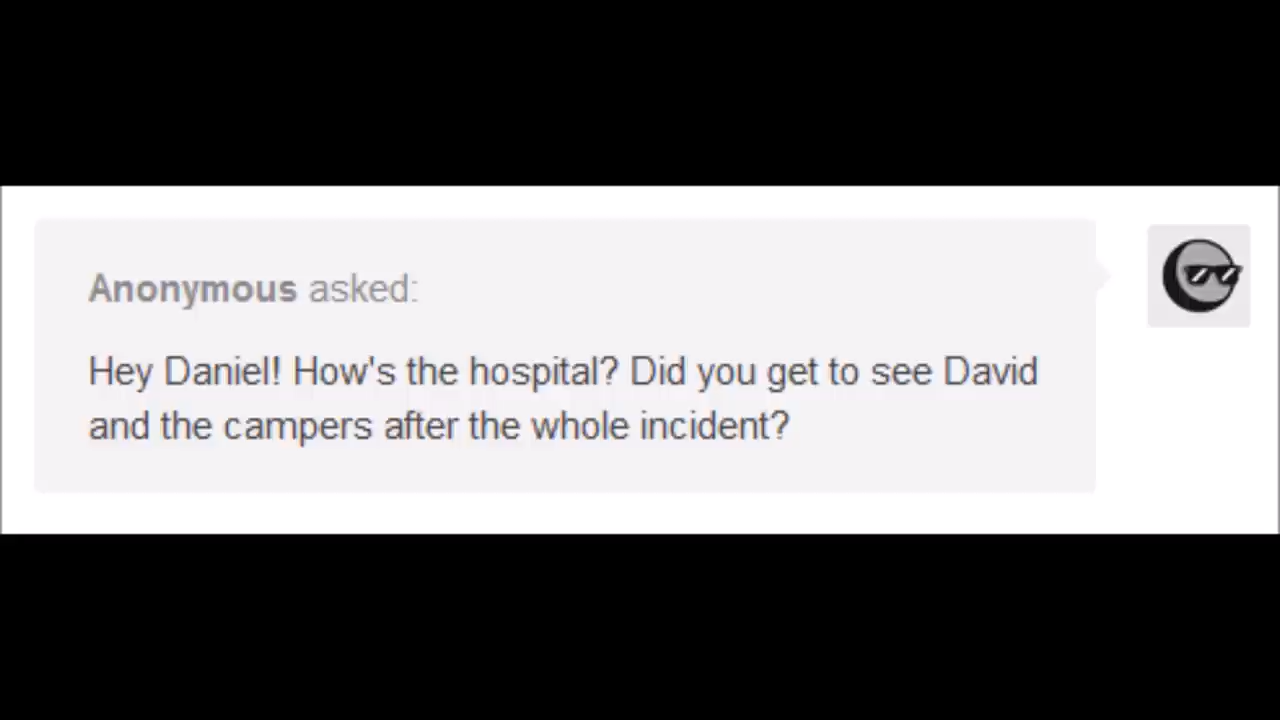 Anonymous asked:
Hey Daniel! How's the hospital? Did you get to see David
and the campers after the whole incident?